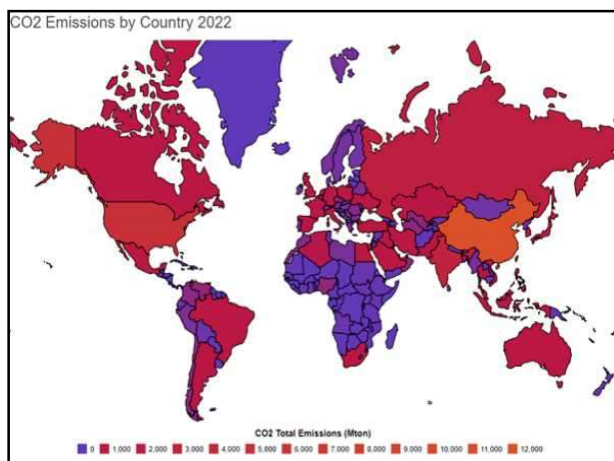 CO2 Emissions by Country 2022
CO2 Total Emissions (Mton)
0 1,000 2,000 3,000 4,000 5,000 6,000 7,000 8,000 9,000 10,000 11,000 12,000